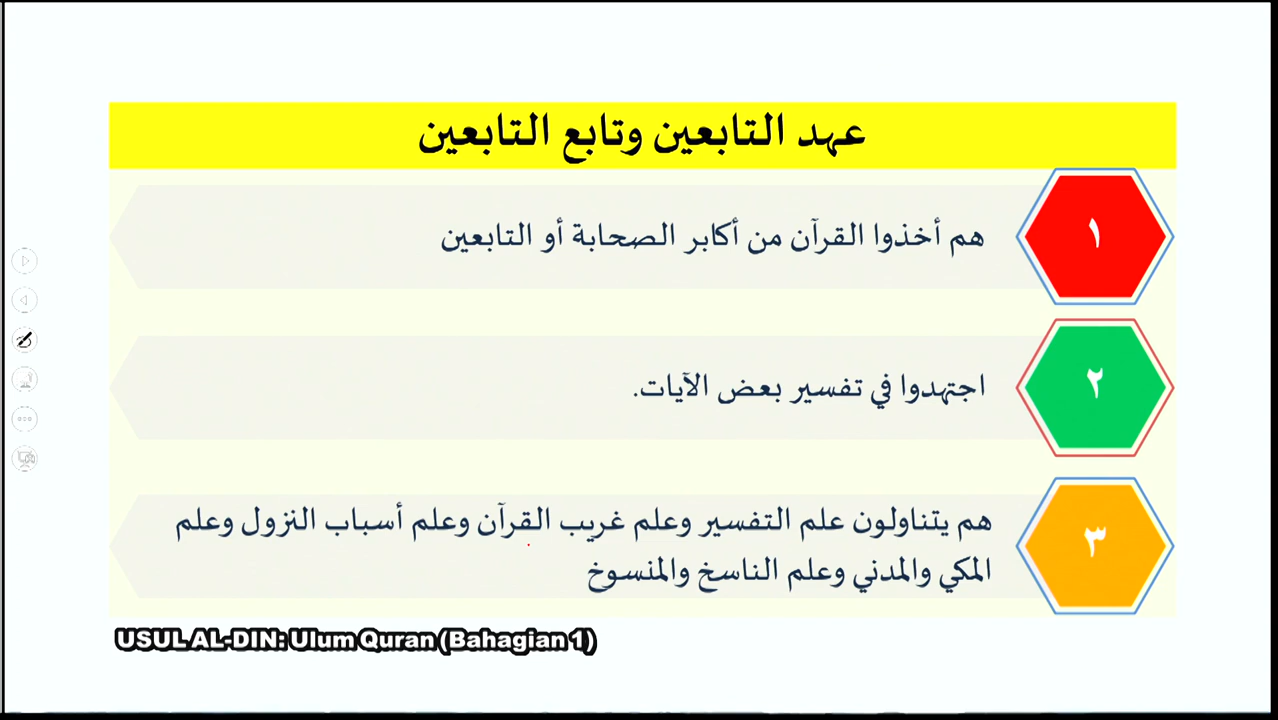 عهد التابعين وتابع التابعين
١
هم أخذوا القرآن من أكابر الصحابة أو التابعين
٢
اجتهدوا في تفسير بعض الآيات.
٣
هم يتناولون علم التفسير وعلم غريب القرآن وعلم أسباب النزول وعلم
المكي والمدني وعلم الناسخ والمنسوخ
USUL AL-DIN: Ulum Quran (Bahagian 1)